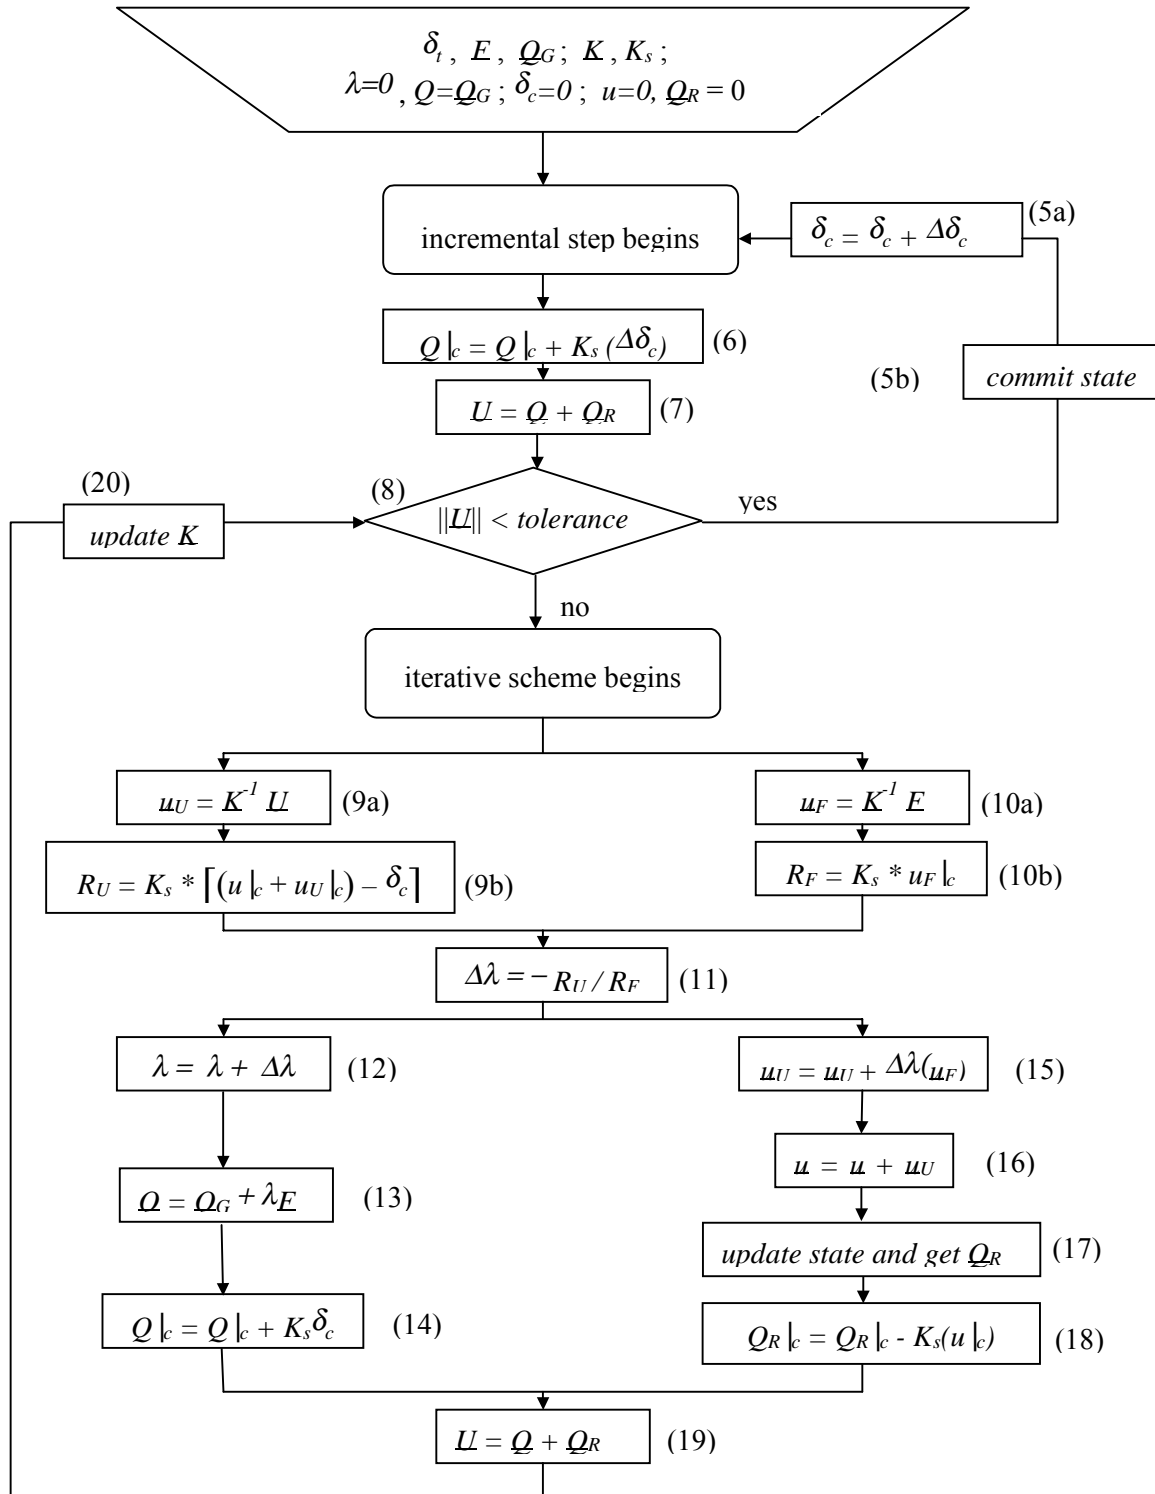 δt , F , QG ; K , Ks ;
λ=0 , Q=QG ; δc=0 ; u=0, QR = 0
incremental step begins
δc = δc + Δδc
(5a)
Q |c = Q |c + Ks (Δδc)
(6)
(5b)
commit state
U = Q + QR
(7)
(20)
update K
(8)
||U|| < tolerance
yes
no
iterative scheme begins
uU = K-1 U
(9a)
uF = K-1 F
(10a)
RU = Ks * ⌈(u |c + uU |c) – δc⌉
(9b)
RF = Ks * uF |c
(10b)
Δλ = – RU / RF
(11)
λ = λ + Δλ
(12)
uU = uU + Δλ(uF)
(15)
u = u + uU
(16)
Q = QG + λF
(13)
update state and get QR
(17)
Q |c = Q |c + Ksδc
(14)
QR |c = QR |c - Ks(u |c)
(18)
U = Q + QR
(19)